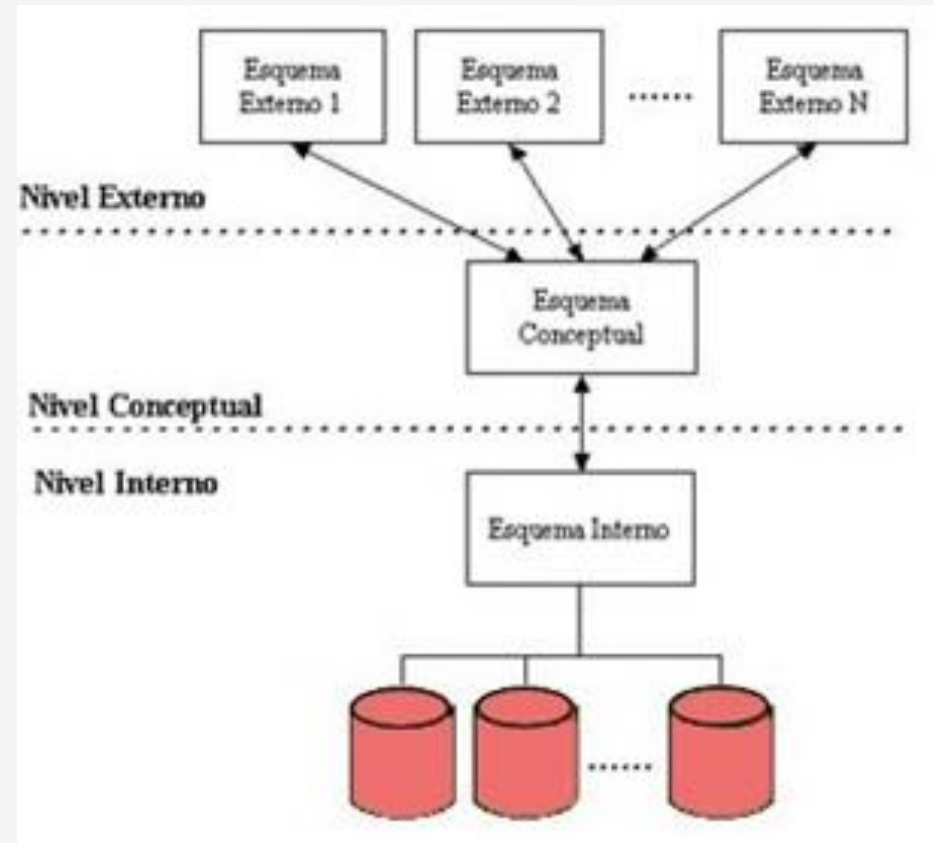 Esquema
Externo 1
Esquema
Externo 2
......
Esquema
Externo N
Nivel Externo
Esquema
Conceptual
Nivel Conceptual
Nivel Interno
Esquema Interno
......